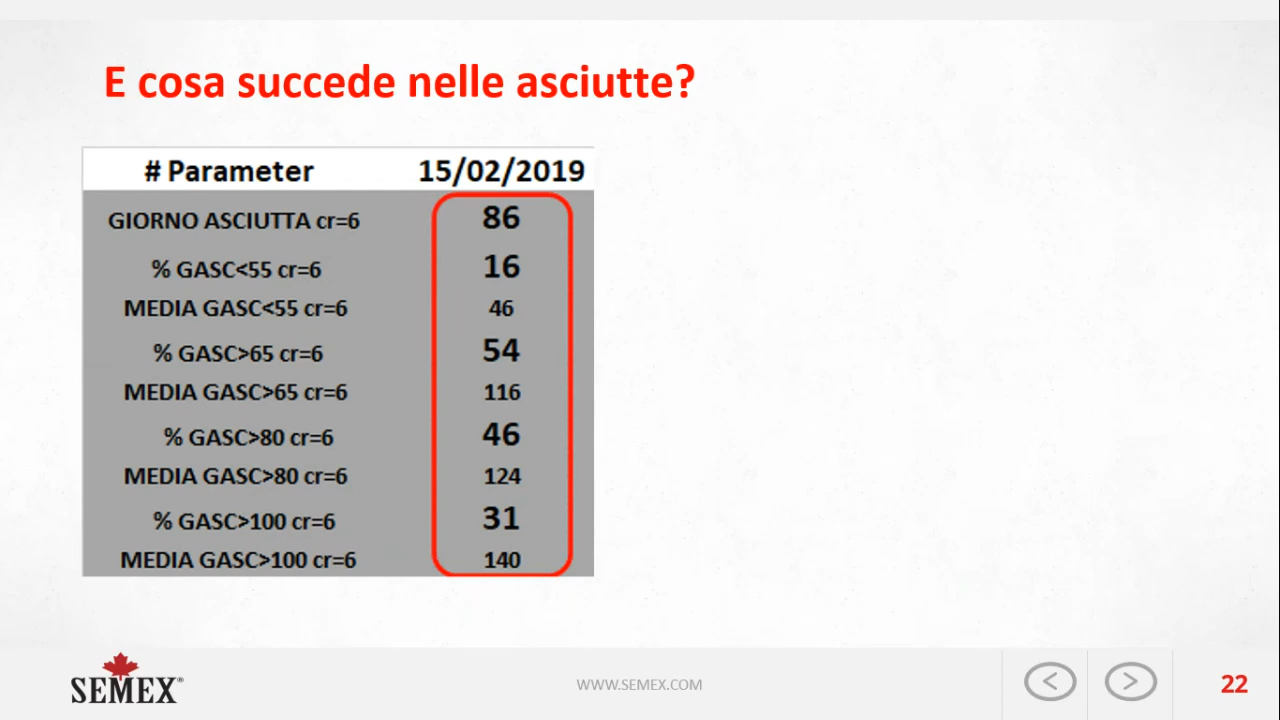 E cosa succede nelle asciutte?
# Parameter 15/02/2019
GIORNO ASCIUTTA cr=6 86
% GASC<55 cr=6 16
MEDIA GASC<55 cr=6 46
% GASC>65 cr=6 54
MEDIA GASC>65 cr=6 116
% GASC>80 cr=6 46
MEDIA GASC>80 cr=6 124
% GASC>100 cr=6 31
MEDIA GASC>100 cr=6 140
SEMEX®
WWW.SEMEX.COM
< >
22